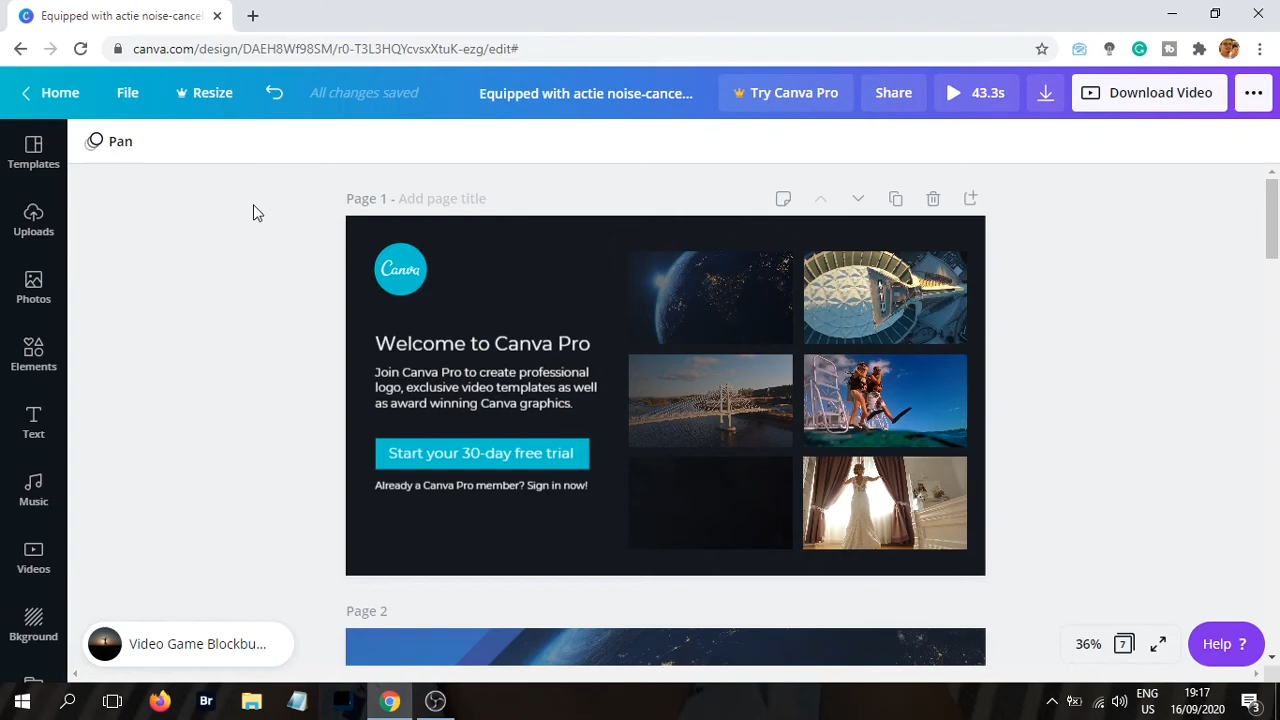 Equipped with actie noise-cancel
canva.com/design/DAEH8Wf98SM/r0-T3L3HQYcvsxXtuK-ezg/edit#
Home
File
Resize
All changes saved
Equipped with actie noise-cance...
Try Canva Pro
Share
43.3s
Download Video
Pan
Templates
Uploads
Photos
Elements
Text
Music
Videos
Bkground
Page 1 - Add page title
Canva
Welcome to Canva Pro
Join Canva Pro to create professional
logo, exclusive video templates as well
as award winning Canva graphics.
Start your 30-day free trial
Already a Canva Pro member? Sign in now!
Page 2
Video Game Blockbu...
36%
7
Help ?
Br
ENG
US
19:17
16/09/2020
3